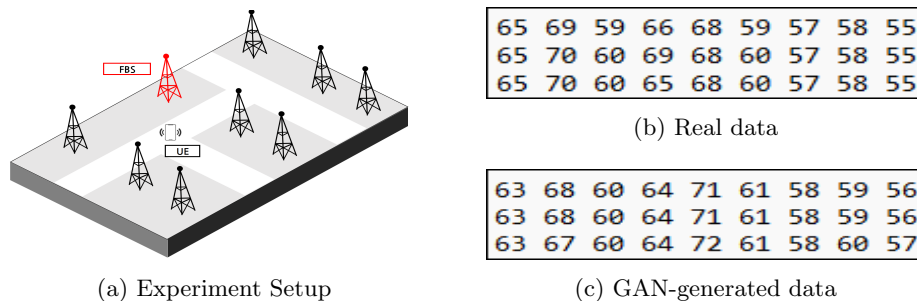 FBS
UE
(a) Experiment Setup
65 69 59 66 68 59 57 58 55
65 70 60 69 68 60 57 58 55
65 70 60 65 68 60 57 58 55
(b) Real data
63 68 60 64 71 61 58 59 56
63 68 60 64 71 61 58 59 56
63 67 60 64 72 61 58 60 57
(c) GAN-generated data